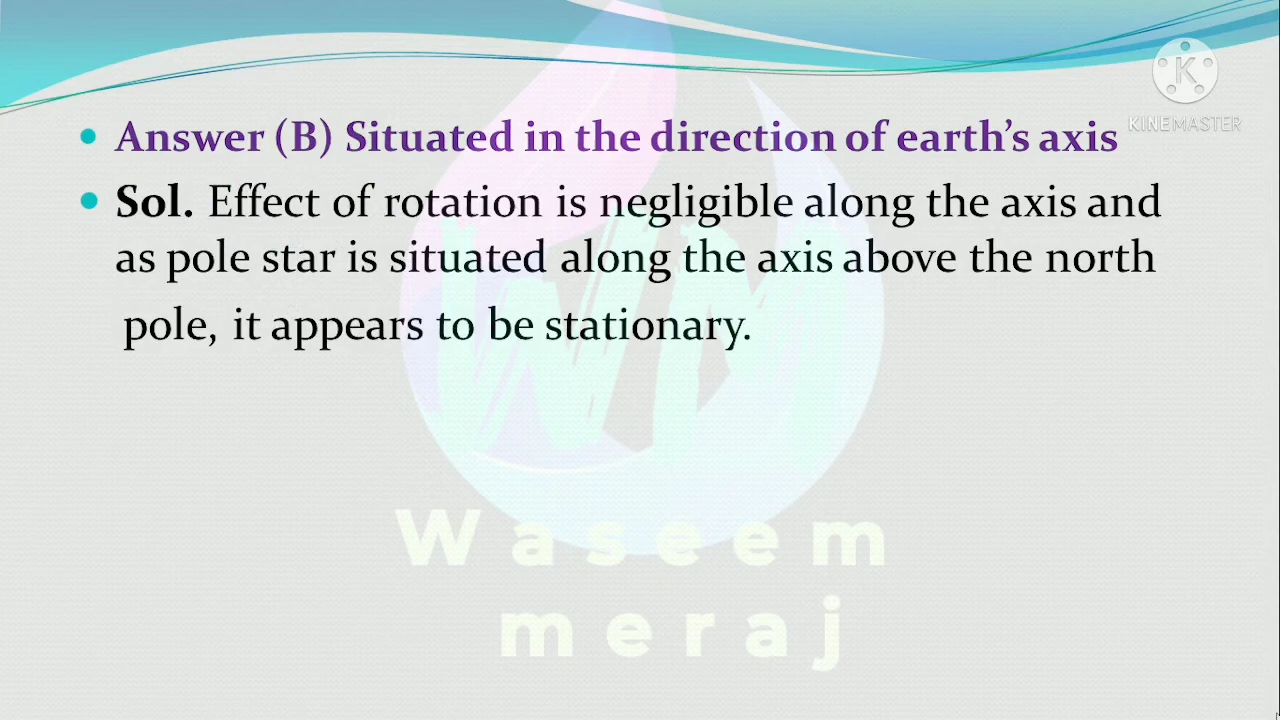 K
KINEMASTER
Answer (B) Situated in the direction of earth's axis
Sol. Effect of rotation is negligible along the axis and
as pole star is situated along the axis above the north
pole, it appears to be stationary.
WM
Waseem
meraj